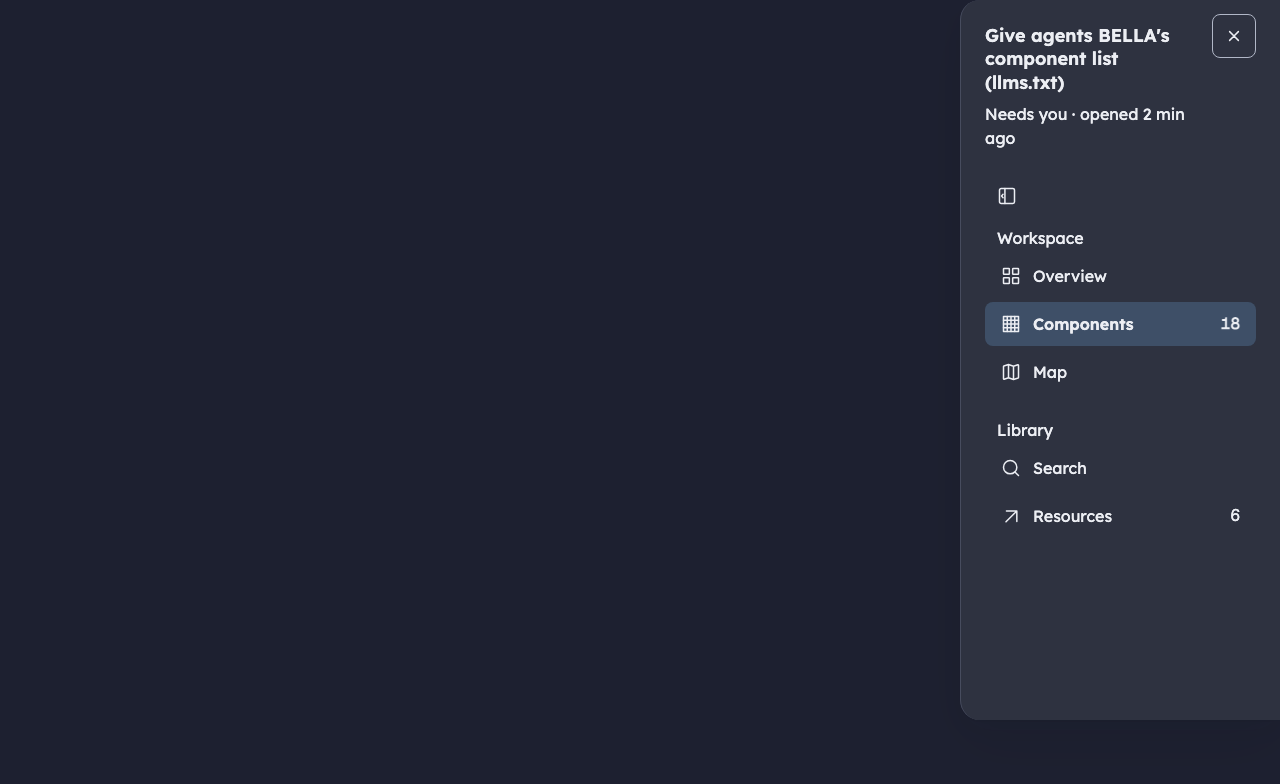 Give agents BELLA's
component list
(llms.txt)
Needs you · opened 2 min
ago
Workspace
Overview
Components 18
Map
Library
Search
Resources 6